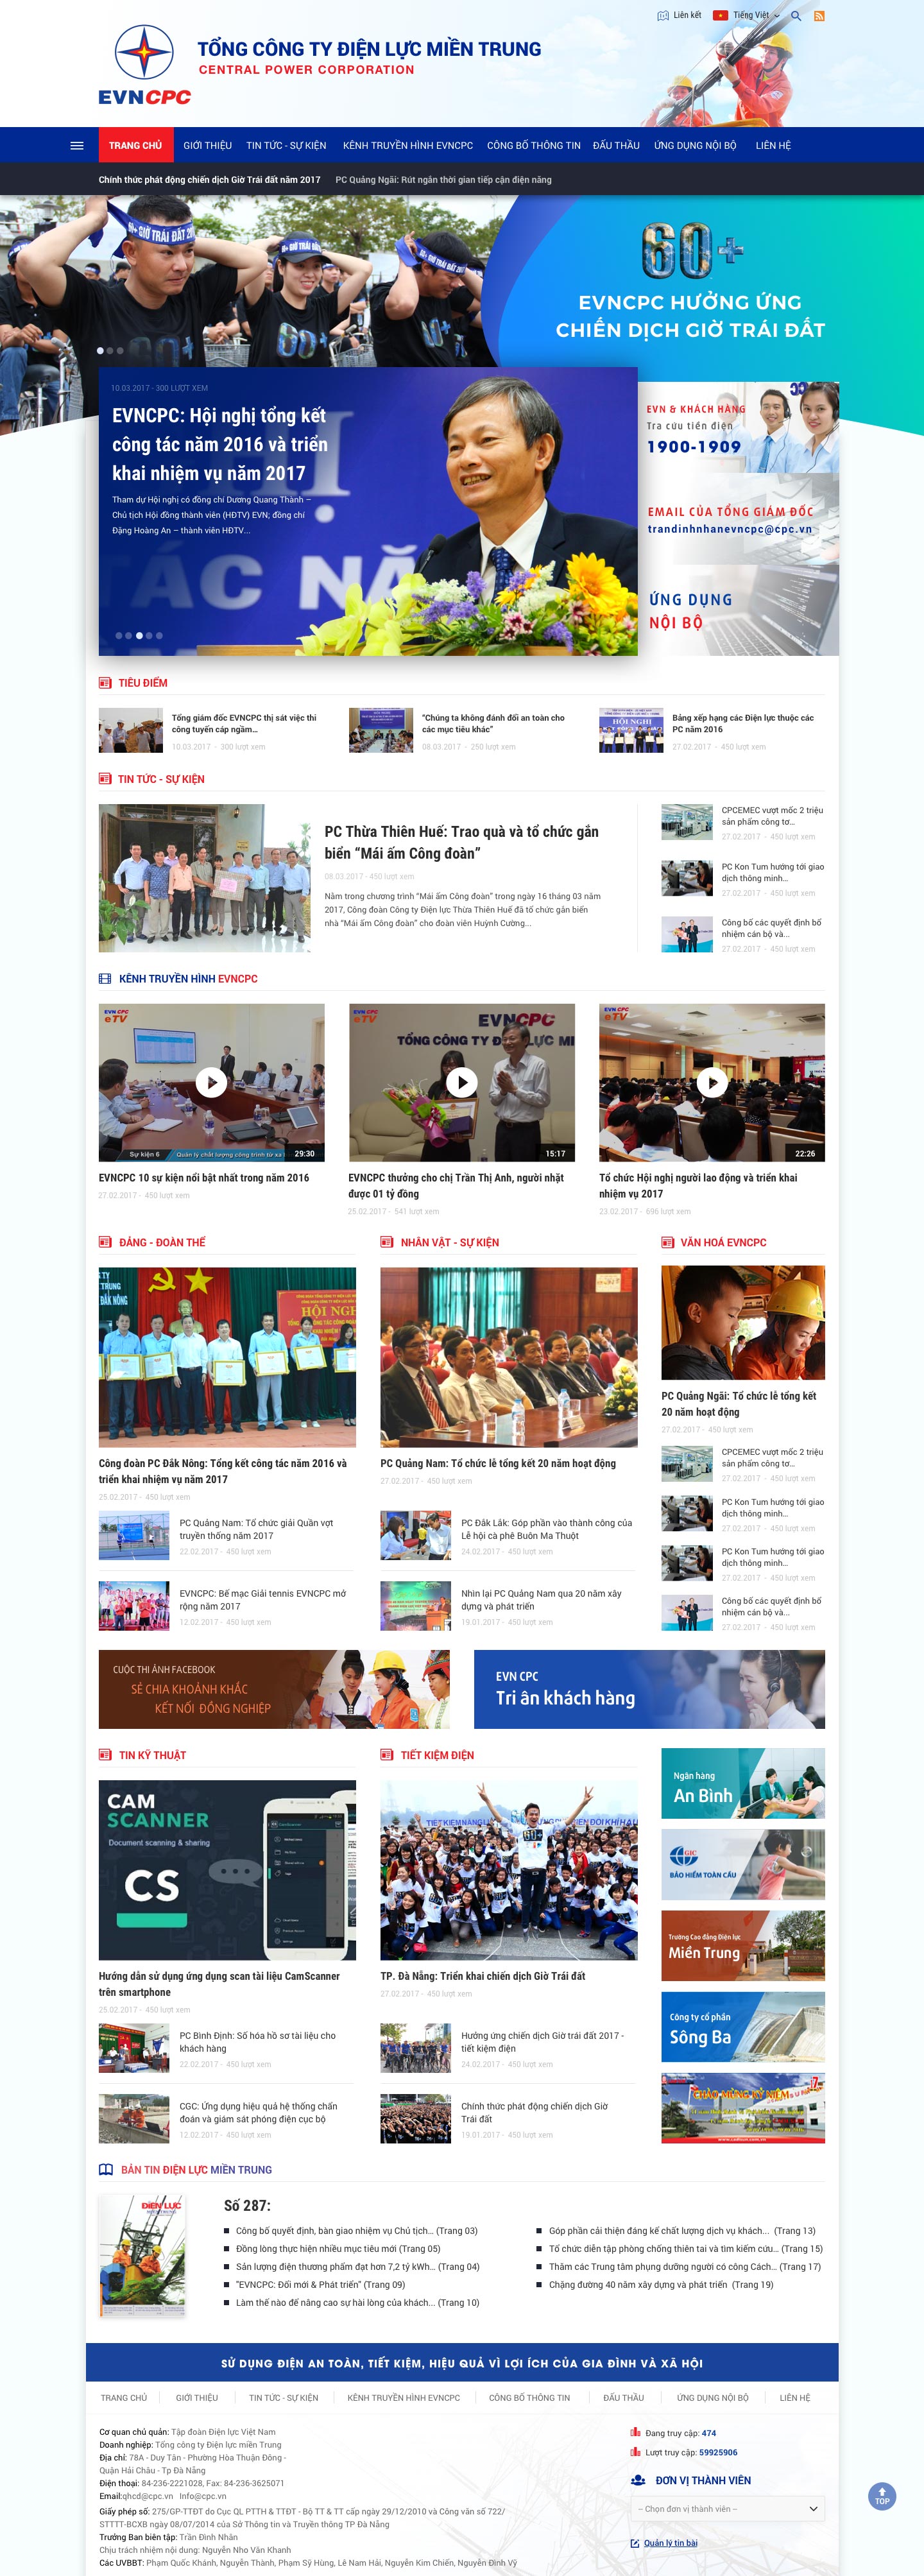 Liên kết
Tiếng Việt
TỔNG CÔNG TY ĐIỆN LỰC MIỀN TRUNG
CENTRAL POWER CORPORATION
EVNCPC
TRANG CHỦ
GIỚI THIỆU
TIN TỨC - SỰ KIỆN
KÊNH TRUYỀN HÌNH EVNCPC
CÔNG BỐ THÔNG TIN
ĐẤU THẦU
ỨNG DỤNG NỘI BỘ
LIÊN HỆ
Chính thức phát động chiến dịch Giờ Trái đất năm 2017
PC Quảng Ngãi: Rút ngắn thời gian tiếp cận điện năng
60+
EVNCPC HƯỞNG ỨNG
CHIẾN DỊCH GIỜ TRÁI ĐẤT
10.03.2017 - 300 LƯỢT XEM
EVNCPC: Hội nghị tổng kết
công tác năm 2016 và triển
khai nhiệm vụ năm 2017
Tham dự Hội nghị có đồng chí Dương Quang Thành –
Chủ tịch Hội đồng thành viên (HĐTV) EVN; đồng chí
Đặng Hoàng An – thành viên HĐTV...
EVN & KHÁCH HÀNG
Tra cứu tiền điện
1900-1909
EMAIL CỦA TỔNG GIÁM ĐỐC
trandinhnhanevncpc@cpc.vn
ỨNG DỤNG
NỘI BỘ
TIÊU ĐIỂM
Tổng giám đốc EVNCPC thị sát việc thi
công tuyến cáp ngầm...
10.03.2017 - 300 lượt xem
"Chúng ta không đánh đổi an toàn cho
các mục tiêu khác"
08.03.2017 - 250 lượt xem
Bảng xếp hạng các Điện lực thuộc các
PC năm 2016
27.02.2017 - 450 lượt xem
TIN TỨC - SỰ KIỆN
PC Thừa Thiên Huế: Trao quà và tổ chức gắn
biển “Mái ấm Công đoàn”
08.03.2017 - 450 lượt xem
Nằm trong chương trình “Mái ấm Công đoàn” trong ngày 16 tháng 03 năm
2017, Công đoàn Công ty Điện lực Thừa Thiên Huế đã tổ chức gắn biển
nhà “Mái ấm Công đoàn” cho đoàn viên Huỳnh Cường...
CPCEMEC vượt mốc 2 triệu
sản phẩm công tơ...
27.02.2017 - 450 lượt xem
PC Kon Tum hướng tới giao
dịch thông minh...
27.02.2017 - 450 lượt xem
Công bố các quyết định bổ
nhiệm cán bộ và...
27.02.2017 - 450 lượt xem
KÊNH TRUYỀN HÌNH EVNCPC
29:30
EVNCPC 10 sự kiện nổi bật nhất trong năm 2016
27.02.2017 - 450 lượt xem
15:17
EVNCPC thưởng cho chị Trần Thị Anh, người nhặt
được 01 tỷ đồng
25.02.2017 - 541 lượt xem
22:26
Tổ chức Hội nghị người lao động và triển khai
nhiệm vụ 2017
23.02.2017 - 696 lượt xem
ĐẢNG - ĐOÀN THỂ
Công đoàn PC Đăk Nông: Tổng kết công tác năm 2016 và
triển khai nhiệm vụ năm 2017
25.02.2017 - 450 lượt xem
PC Quảng Nam: Tổ chức giải Quần vợt
truyền thống năm 2017
22.02.2017 - 450 lượt xem
EVNCPC: Bế mạc Giải tennis EVNCPC mở
rộng năm 2017
12.02.2017 - 450 lượt xem
NHÂN VẬT - SỰ KIỆN
PC Quảng Nam: Tổ chức lễ tổng kết 20 năm hoạt động
27.02.2017 - 450 lượt xem
PC Đăk Lăk: Góp phần vào thành công của
Lễ hội cà phê Buôn Ma Thuột
24.02.2017 - 450 lượt xem
Nhìn lại PC Quảng Nam qua 20 năm xây
dựng và phát triển
19.01.2017 - 450 lượt xem
VĂN HOÁ EVNCPC
PC Quảng Ngãi: Tổ chức lễ tổng kết
20 năm hoạt động
27.02.2017 - 450 lượt xem
CPCEMEC vượt mốc 2 triệu
sản phẩm công tơ...
27.02.2017 - 450 lượt xem
PC Kon Tum hướng tới giao
dịch thông minh...
27.02.2017 - 450 lượt xem
PC Kon Tum hướng tới giao
dịch thông minh...
27.02.2017 - 450 lượt xem
Công bố các quyết định bổ
nhiệm cán bộ và...
27.02.2017 - 450 lượt xem
CUỘC THI ẢNH FACEBOOK
SẺ CHIA KHOẢNH KHẮC
KẾT NỐI ĐỒNG NGHIỆP
EVN CPC
Tri ân khách hàng
TIN KỸ THUẬT
CAM
SCANNER
Document scanning & sharing
CS
Hướng dẫn sử dụng ứng dụng scan tài liệu CamScanner
trên smartphone
25.02.2017 - 450 lượt xem
PC Bình Định: Số hóa hồ sơ tài liệu cho
khách hàng
22.02.2017 - 450 lượt xem
CGC: Ứng dụng hiệu quả hệ thống chẩn
đoán và giám sát phóng điện cục bộ
12.02.2017 - 450 lượt xem
TIẾT KIỆM ĐIỆN
TP. Đà Nẵng: Triển khai chiến dịch Giờ Trái đất
27.02.2017 - 450 lượt xem
Hưởng ứng chiến dịch Giờ trái đất 2017 -
tiết kiệm điện
24.02.2017 - 450 lượt xem
Chính thức phát động chiến dịch Giờ
Trái đất
19.01.2017 - 450 lượt xem
Ngân hàng
An Bình
GIC
BẢO HIỂM TOÀN CẦU
Trường Cao đẳng Điện lực
Miền Trung
Công ty cổ phần
Sông Ba
CHÀO MỪNG KỶ NIỆM
BẢN TIN ĐIỆN LỰC MIỀN TRUNG
ĐIỆN LỰC
Số 287:
Công bố quyết định, bàn giao nhiệm vụ Chủ tịch... (Trang 03)
Đồng lòng thực hiện nhiều mục tiêu mới (Trang 05)
Sản lượng điện thương phẩm đạt hơn 7,2 tỷ kWh... (Trang 04)
"EVNCPC: Đổi mới & Phát triển" (Trang 09)
Làm thế nào để nâng cao sự hài lòng của khách... (Trang 10)
Góp phần cải thiện đáng kể chất lượng dịch vụ khách... (Trang 13)
Tổ chức diễn tập phòng chống thiên tai và tìm kiếm cứu... (Trang 15)
Thăm các Trung tâm phụng dưỡng người có công Cách... (Trang 17)
Chặng đường 40 năm xây dựng và phát triển (Trang 19)
SỬ DỤNG ĐIỆN AN TOÀN, TIẾT KIỆM, HIỆU QUẢ VÌ LỢI ÍCH CỦA GIA ĐÌNH VÀ XÃ HỘI
TRANG CHỦ
GIỚI THIỆU
TIN TỨC - SỰ KIỆN
KÊNH TRUYỀN HÌNH EVNCPC
CÔNG BỐ THÔNG TIN
ĐẤU THẦU
ỨNG DỤNG NỘI BỘ
LIÊN HỆ
Cơ quan chủ quản: Tập đoàn Điện lực Việt Nam
Doanh nghiệp: Tổng công ty Điện lực miền Trung
Địa chỉ: 78A - Duy Tân - Phường Hòa Thuận Đông -
Quận Hải Châu - Tp Đà Nẵng
Điện thoại: 84-236-2221028, Fax: 84-236-3625071
Email:qhcd@cpc.vn Info@cpc.vn
Giấy phép số: 275/GP-TTĐT do Cục QL PTTH & TTĐT - Bộ TT & TT cấp ngày 29/12/2010 và Công văn số 722/
STTTT-BCXB ngày 08/07/2014 của Sở Thông tin và Truyền thông TP Đà Nẵng
Trưởng Ban biên tập: Trần Đình Nhân
Chịu trách nhiệm nội dung: Nguyễn Nho Văn Khanh
Các UVBBT: Phạm Quốc Khánh, Nguyễn Thành, Phạm Sỹ Hùng, Lê Nam Hải, Nguyễn Kim Chiến, Nguyễn Đình Vỹ
Đang truy cập: 474
Lượt truy cập: 59925906
ĐƠN VỊ THÀNH VIÊN
-- Chọn đơn vị thành viên --
Quản lý tin bài
TOP